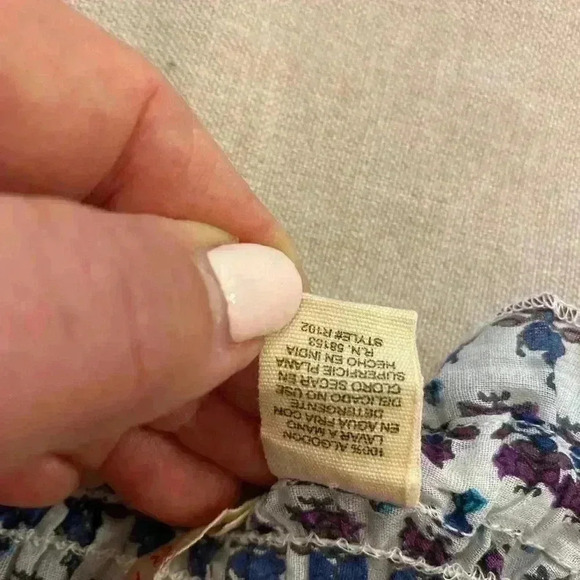 100% ALGODON
LAVAR A MANO
EN AGUA FRIA CON
DETERGENTE
DELICADO NO USE
CLORO SECAR EN
SUPERFICIE PLANA
HECHO EN INDIA
R.N. 58153
STYLE# R102